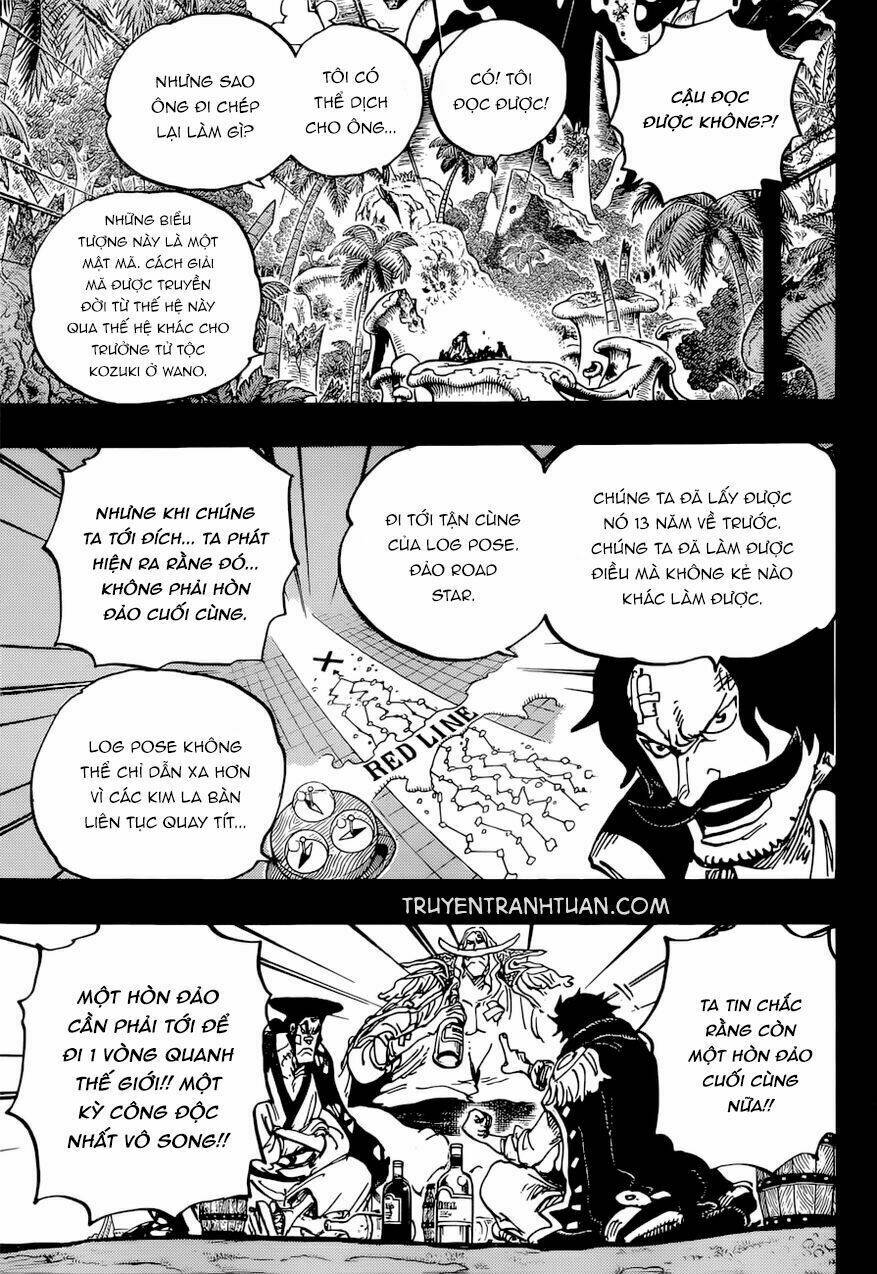 CẬU ĐỌC
ĐƯỢC KHÔNG?!
CÓ! TÔI
ĐỌC ĐƯỢC!
TÔI CÓ
THỂ DỊCH
CHO ÔNG...
NHƯNG SAO
ÔNG ĐI CHÉP
LẠI LÀM GÌ?
NHỮNG BIỂU
TƯỢNG NÀY LÀ MỘT
MẬT MÃ. CÁCH GIẢI
MÃ ĐƯỢC TRUYỀN
ĐỜI TỪ THẾ HỆ NÀY
QUA THẾ HỆ KHÁC CHO
TRƯỞNG TỬ TỘC
KOZUKI Ở WANO.
CHÚNG TA ĐÃ LẤY ĐƯỢC
NÓ 13 NĂM VỀ TRƯỚC.
CHÚNG TA ĐÃ LÀM ĐƯỢC
ĐIỀU MÀ KHÔNG KẺ NÀO
KHÁC LÀM ĐƯỢC.
ĐI TỚI TẬN CÙNG
CỦA LOG POSE.
ĐẢO ROAD
STAR.
NHƯNG KHI CHÚNG
TA TỚI ĐÍCH... TA PHÁT
HIỆN RA RẰNG ĐÓ...
KHÔNG PHẢI HÒN
ĐẢO CUỐI CÙNG.
RED LINE
LOG POSE KHÔNG
THỂ CHỈ DẪN XA HƠN
VÌ CÁC KIM LA BÀN
LIÊN TỤC QUAY TÍT...
TRUYENTRANHTUAN.COM
TA TIN CHẮC
RẰNG CÒN
MỘT HÒN ĐẢO
CUỐI CÙNG
NỮA!!
MỘT HÒN ĐẢO
CẦN PHẢI TỚI ĐỂ
ĐI 1 VÒNG QUANH
THẾ GIỚI!! MỘT
KỲ CÔNG ĐỘC
NHẤT VÔ SONG!!